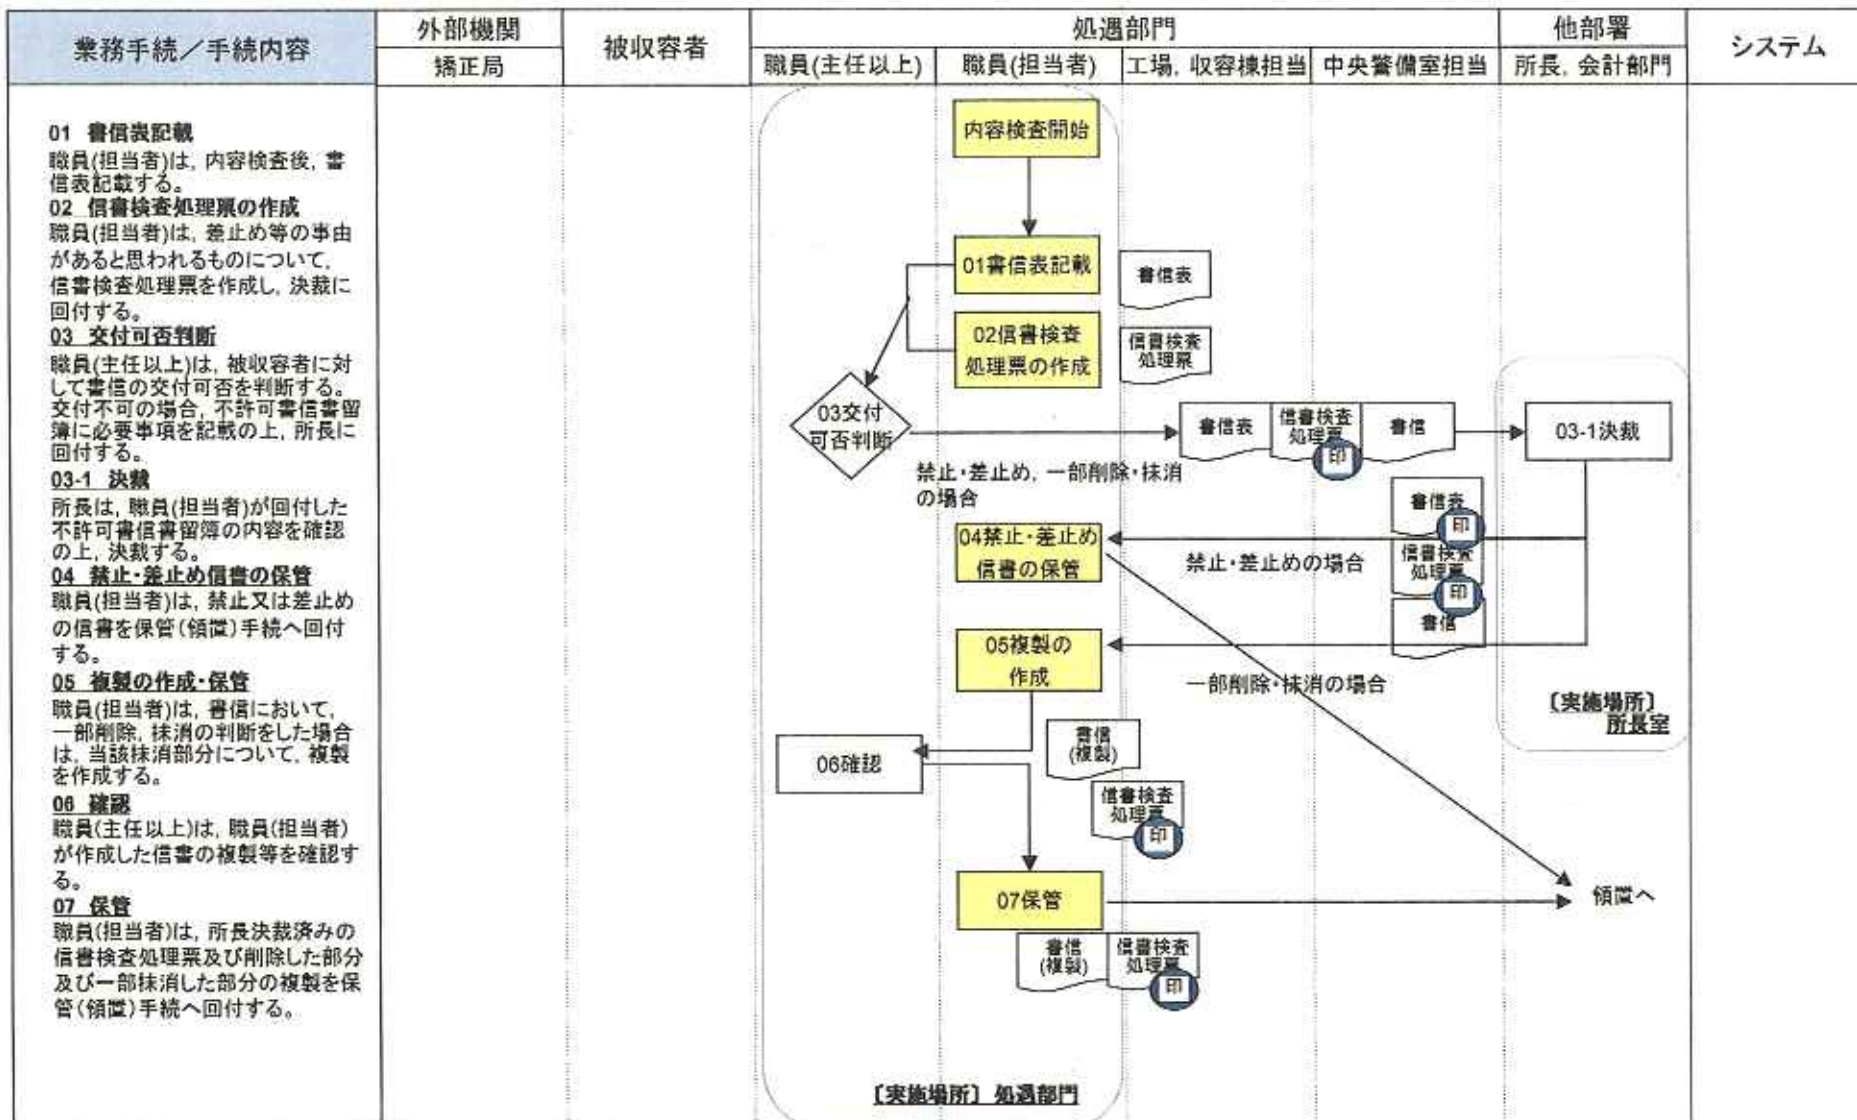 業務手続／手続内容
外部機関
矯正局
被収容者
処遇部門
職員(主任以上)
職員(担当者)
工場，収容棟担当
中央警備室担当
他部署
所長，会計部門
システム
01 書信表記載
職員(担当者)は，内容検査後，書
信表記載する。
02 信書検査処理票の作成
職員(担当者)は，差止め等の事由
があると思われるものについて，
信書検査処理票を作成し，決裁に
回付する。
03 交付可否判断
職員(主任以上)は，被収容者に対
して書信の交付可否を判断する。
交付不可の場合，不許可書信書留
簿に必要事項を記載の上，所長に
回付する。
03-1 決裁
所長は，職員(担当者)が回付した
不許可書信書留簿の内容を確認
の上，決裁する。
04 禁止・差止め信書の保管
職員(担当者)は，禁止又は差止め
の信書を保管(領置)手続へ回付
する。
05 複製の作成・保管
職員(担当者)は，書信において，
一部削除，抹消の判断をした場合
は，当該抹消部分について，複製
を作成する。
06 確認
職員(主任以上)は，職員(担当者)
が作成した信書の複製等を確認す
る。
07 保管
職員(担当者)は，所長決裁済みの
信書検査処理票及び削除した部分
及び一部抹消した部分の複製を保
管(領置)手続へ回付する。
内容検査開始
01書信表記載
書信表
02信書検査
処理票の作成
信書検査
処理票
03交付
可否判断
書信表
信書検査
処理票
印
書信
03-1決裁
禁止・差止め，一部削除・抹消
の場合
書信表
印
04禁止・差止め
信書の保管
禁止・差止めの場合
信書検査
処理票
印
書信
05複製の
作成
一部削除・抹消の場合
〔実施場所〕
所長室
06確認
書信
(複製)
信書検査
処理票
印
07保管
領置へ
書信
(複製)
信書検査
処理票
印
〔実施場所〕 処遇部門